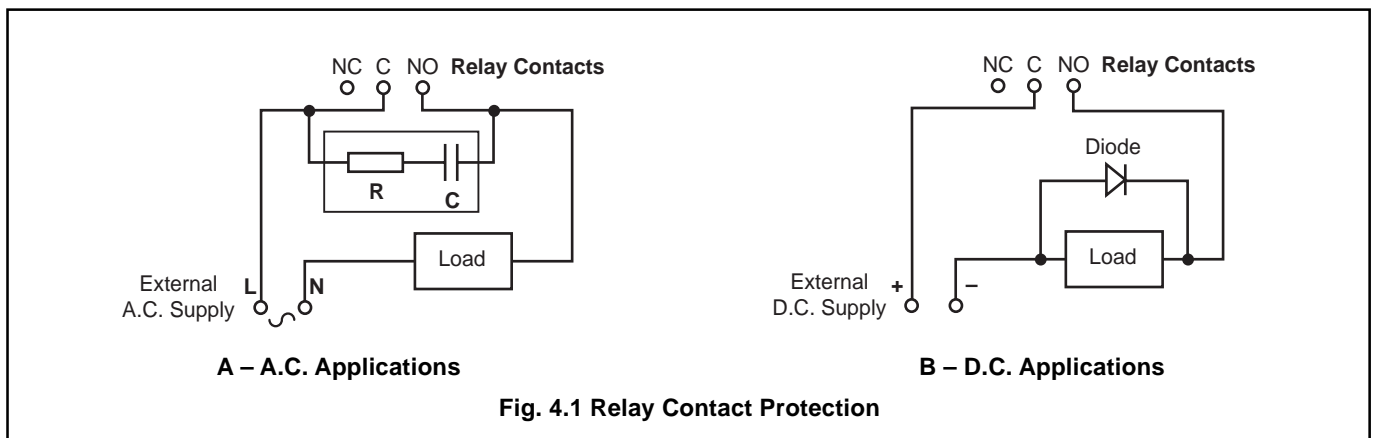 NC C NO Relay Contacts
R
C
Load
External
A.C. Supply
L N
A – A.C. Applications
NC C NO Relay Contacts
Diode
Load
External
D.C. Supply
+ –
B – D.C. Applications
Fig. 4.1 Relay Contact Protection